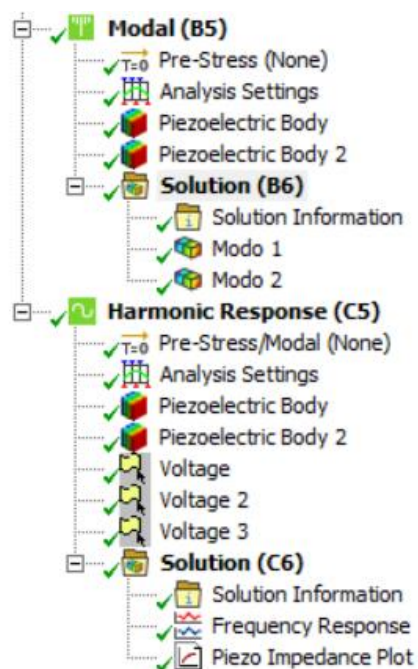 Modal (B5)
T=0 Pre-Stress (None)
Analysis Settings
Piezoelectric Body
Piezoelectric Body 2
Solution (B6)
i Solution Information
Modo 1
Modo 2
Harmonic Response (C5)
T=0 Pre-Stress/Modal (None)
Analysis Settings
Piezoelectric Body
Piezoelectric Body 2
Voltage
Voltage 2
Voltage 3
Solution (C6)
i Solution Information
Frequency Response
Piezo Impedance Plot